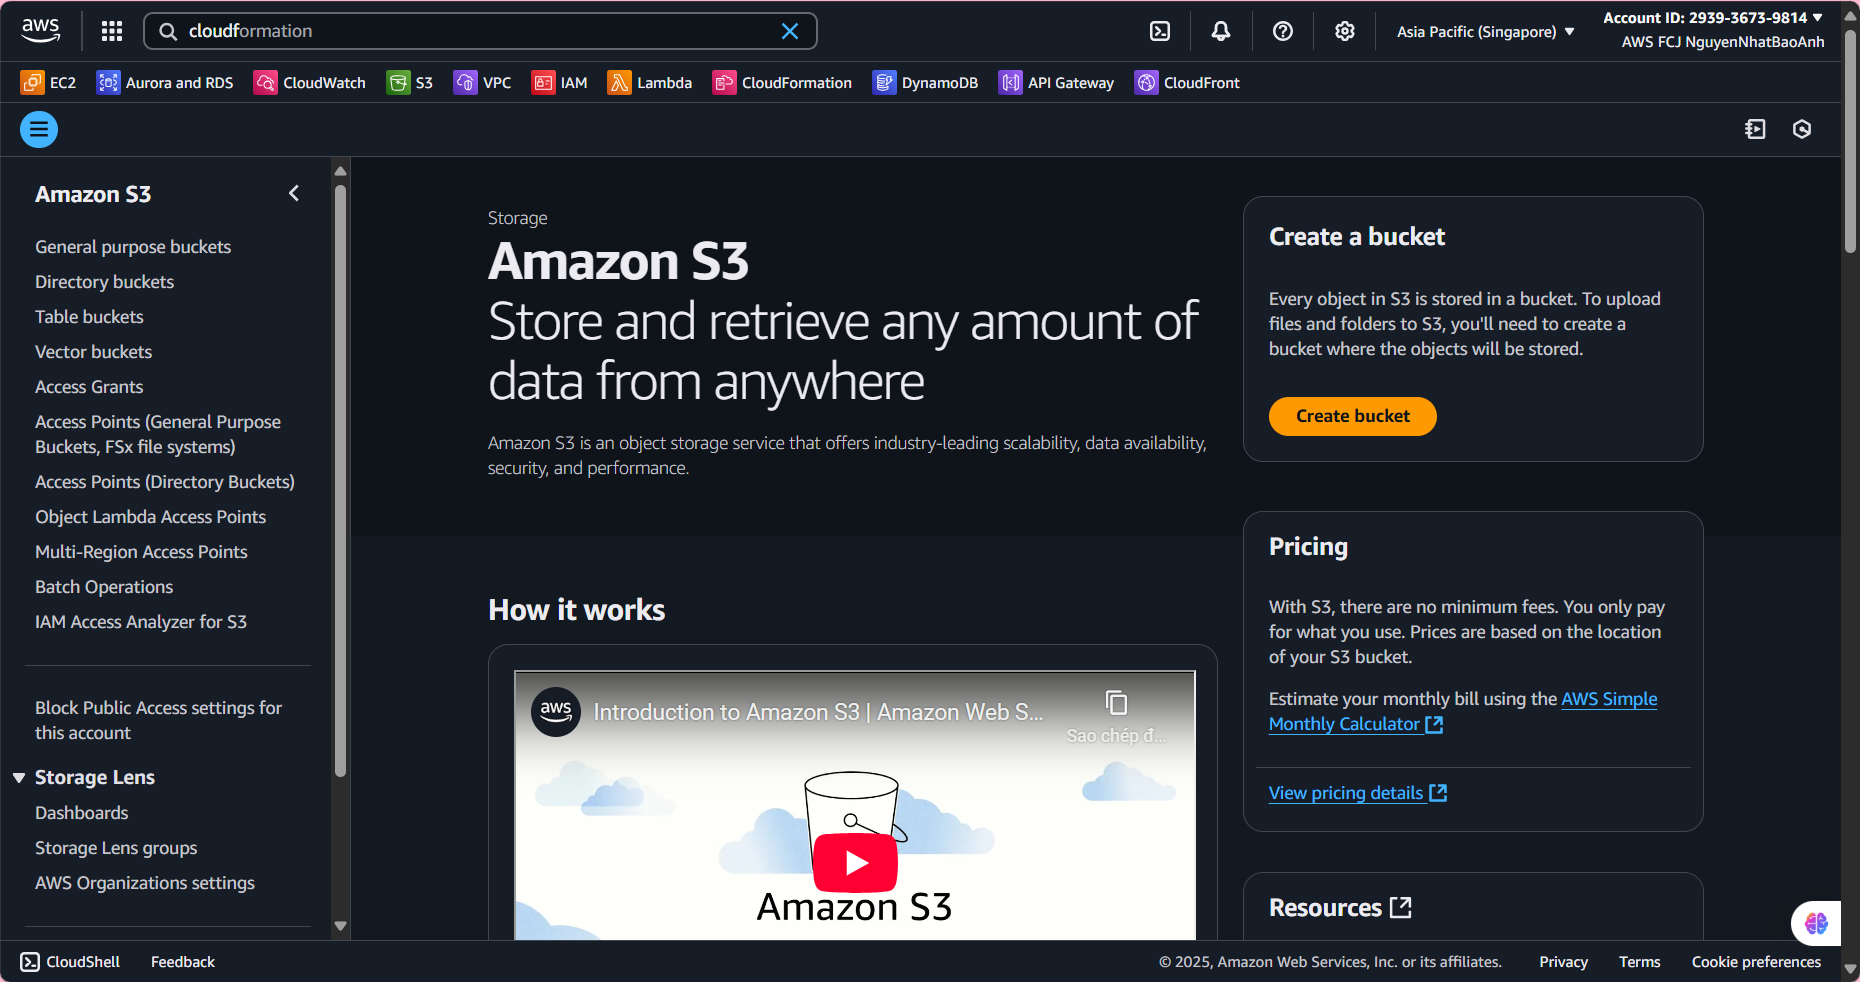 aws
cloudformation
Asia Pacific (Singapore)
Account ID: 2939-3673-9814
AWS FCJ NguyenNhatBaoAnh
EC2
Aurora and RDS
CloudWatch
S3
VPC
IAM
Lambda
CloudFormation
DynamoDB
API Gateway
CloudFront
Amazon S3
General purpose buckets
Directory buckets
Table buckets
Vector buckets
Access Grants
Access Points (General Purpose
Buckets, FSx file systems)
Access Points (Directory Buckets)
Object Lambda Access Points
Multi-Region Access Points
Batch Operations
IAM Access Analyzer for S3
Block Public Access settings for
this account
Storage Lens
Dashboards
Storage Lens groups
AWS Organizations settings
Storage
Amazon S3
Store and retrieve any amount of
data from anywhere
Amazon S3 is an object storage service that offers industry-leading scalability, data availability,
security, and performance.
How it works
aws
Introduction to Amazon S3 | Amazon Web S...
Sao chép đ...
Amazon S3
Create a bucket
Every object in S3 is stored in a bucket. To upload
files and folders to S3, you'll need to create a
bucket where the objects will be stored.
Create bucket
Pricing
With S3, there are no minimum fees. You only pay
for what you use. Prices are based on the location
of your S3 bucket.
Estimate your monthly bill using the AWS Simple
Monthly Calculator
View pricing details
Resources
CloudShell
Feedback
© 2025, Amazon Web Services, Inc. or its affiliates.
Privacy
Terms
Cookie preferences